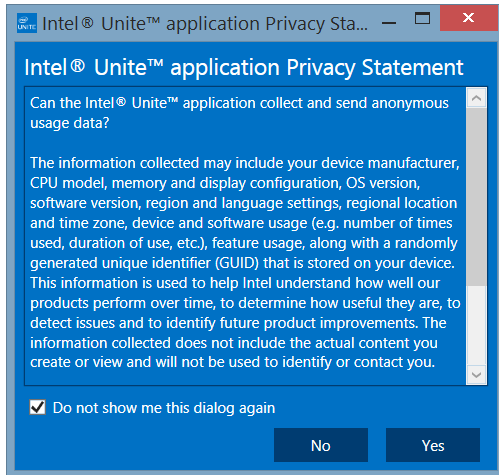 Intel® Unite™ application Privacy Sta...
Intel® Unite™ application Privacy Statement
Can the Intel® Unite™ application collect and send anonymous
usage data?
The information collected may include your device manufacturer,
CPU model, memory and display configuration, OS version,
software version, region and language settings, regional location
and time zone, device and software usage (e.g. number of times
used, duration of use, etc.), feature usage, along with a randomly
generated unique identifier (GUID) that is stored on your device.
This information is used to help Intel understand how well our
products perform over time, to determine how useful they are, to
detect issues and to identify future product improvements. The
information collected does not include the actual content you
create or view and will not be used to identify or contact you.
Do not show me this dialog again
No
Yes